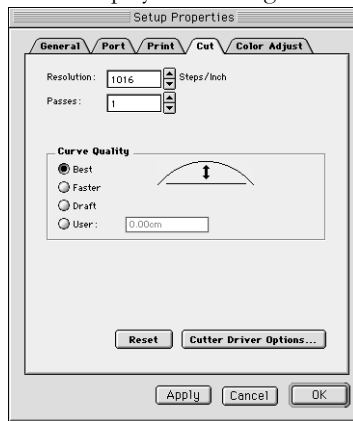 Setup Properties
General Port Print Cut Color Adjust
Resolution: 1016 Steps/Inch
Passes: 1
Curve Quality
Best
Faster
Draft
User: 0.00cm
Reset Cutter Driver Options...
Apply Cancel OK